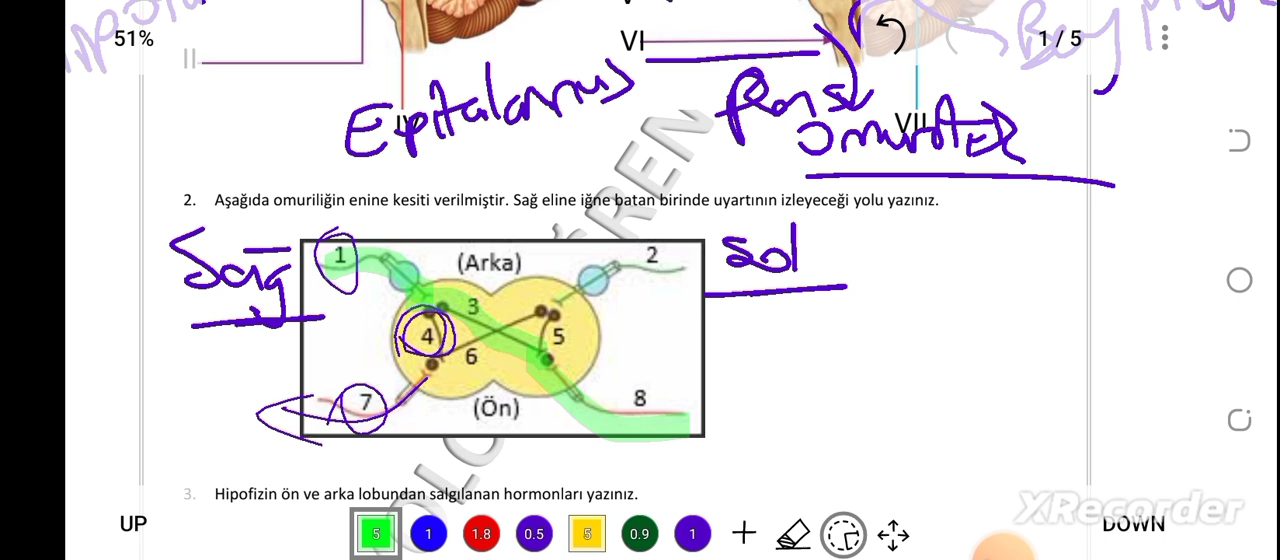 51%
1 / 5
II
VI
IV
VII
Epitalamus
Omurilik
2. Aşağıda omuriliğin enine kesiti verilmiştir. Sağ eline iğne batan birinde uyartının izleyeceği yolu yazınız.
Sağ
sol
1
(Arka)
2
3
4
5
6
7
(Ön)
8
3. Hipofizin ön ve arka lobundan salgılanan hormonları yazınız.
XRecorder
UP
5
1
1.8
0.5
5
0.9
1
DOWN